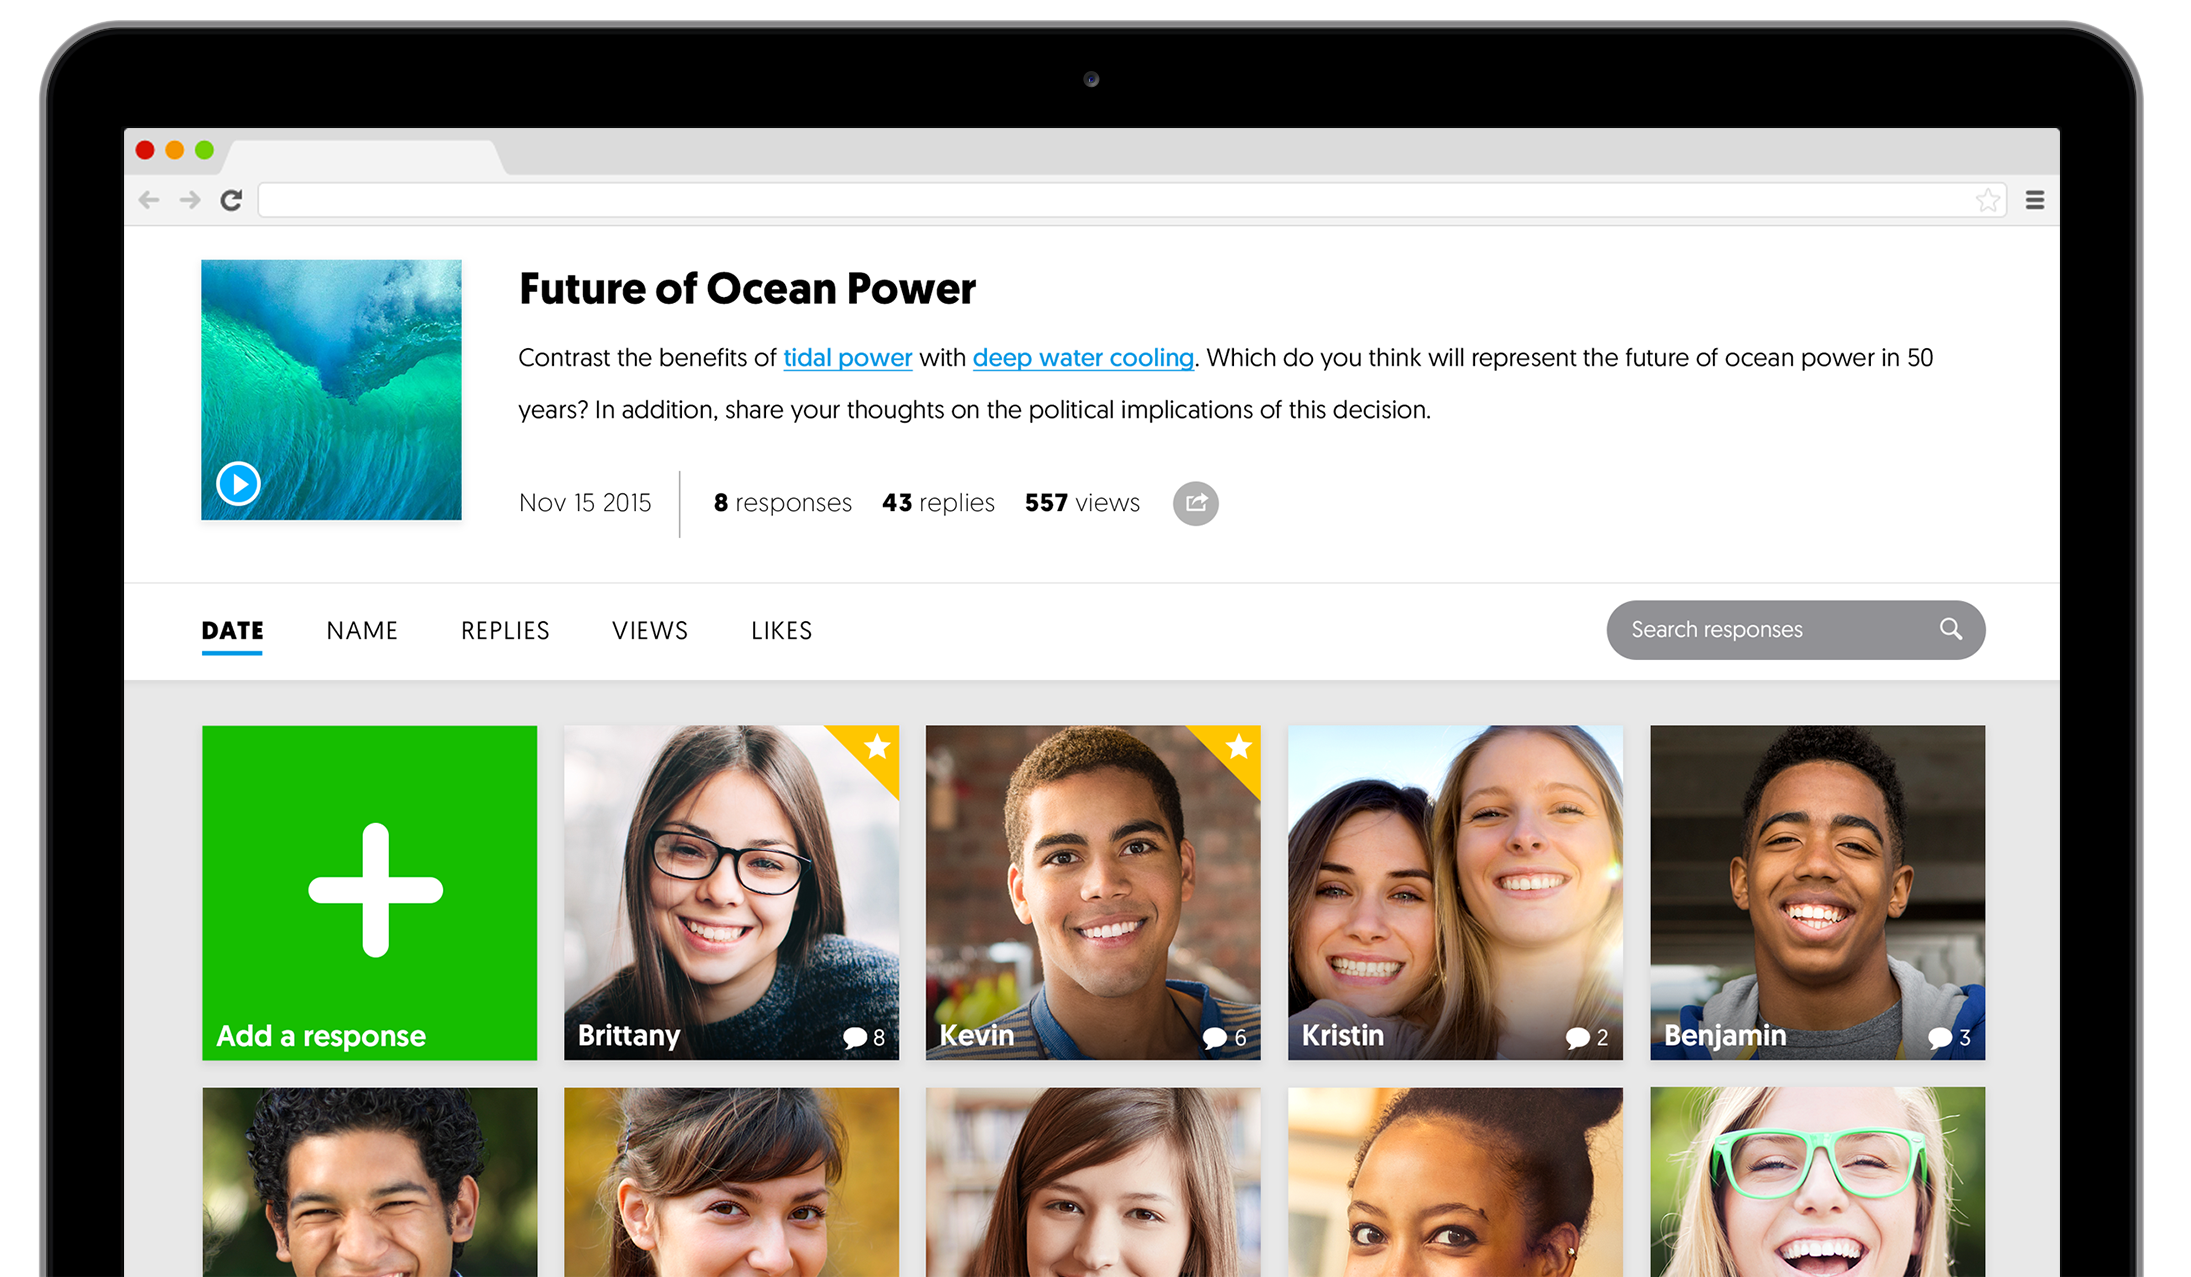 Future of Ocean Power
Contrast the benefits of tidal power with deep water cooling. Which do you think will represent the future of ocean power in 50
years? In addition, share your thoughts on the political implications of this decision.
Nov 15 2015
8 responses 43 replies 557 views
DATE NAME REPLIES VIEWS LIKES
Search responses
Add a response
Brittany 8
Kevin 6
Kristin 2
Benjamin 3